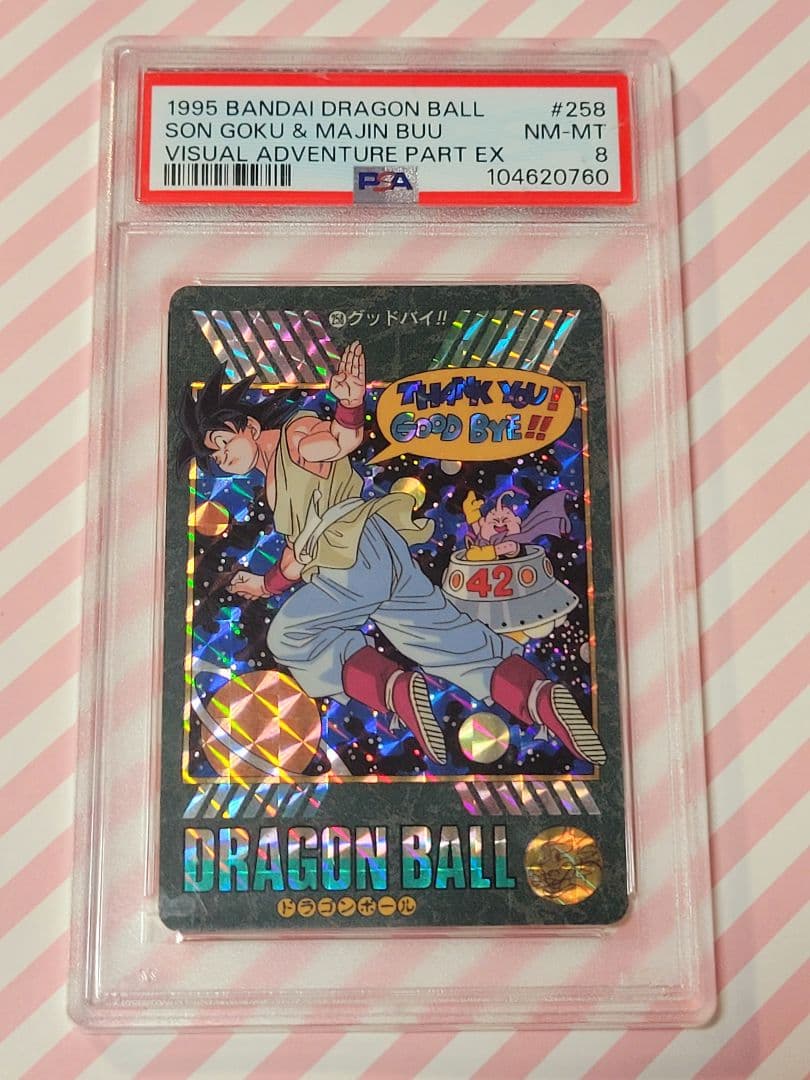 1995 BANDAI DRAGON BALL #258
SON GOKU & MAJIN BUU NM-MT
VISUAL ADVENTURE PART EX 8
PSA 104620760
258 グッドバイ!!
THANK YOU!
GOOD BYE!!
42
DRAGON BALL
ドラゴンボール